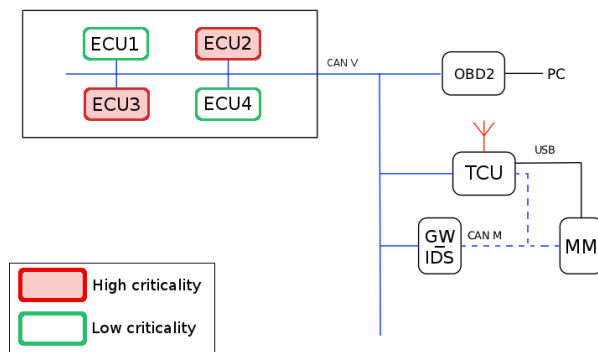 ECU1
ECU2
CAN V
OBD2
PC
ECU3
ECU4
USB
TCU
GW
IDS
CAN M
MM
High criticality
Low criticality